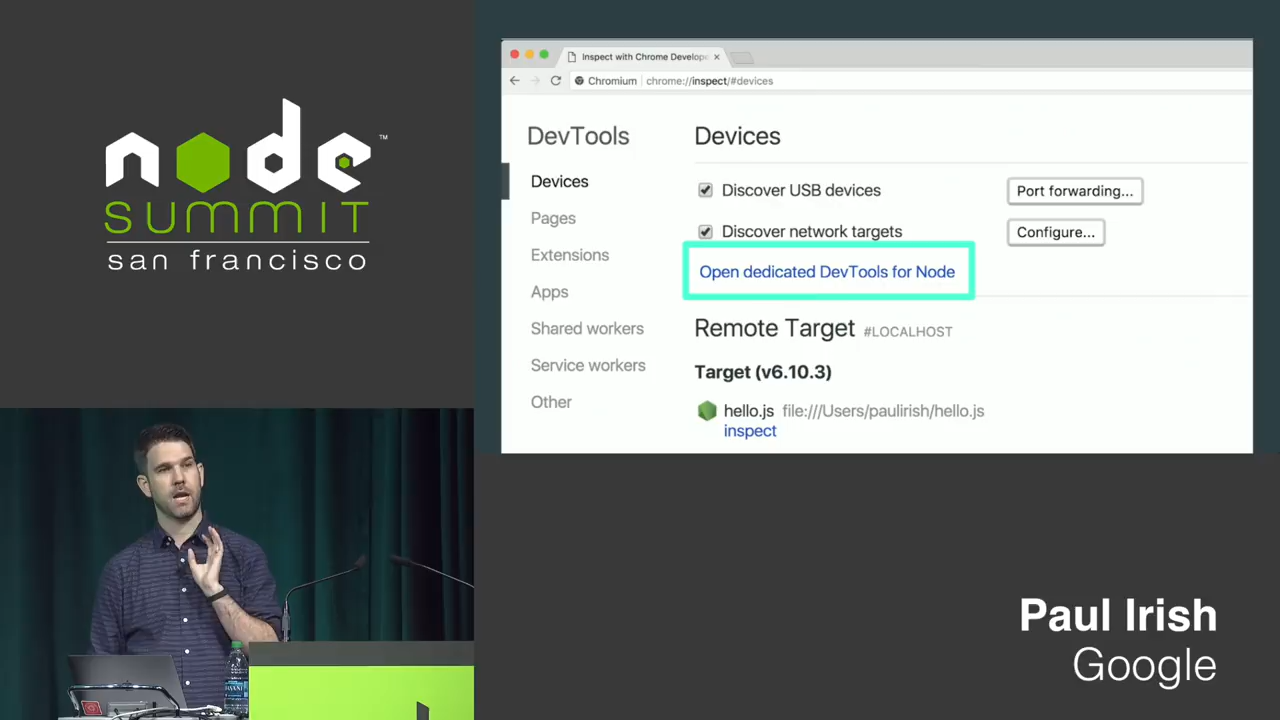 node™
SUMMIT
san francisco
Inspect with Chrome Develope
Chromium
chrome://inspect/#devices
DevTools
Devices
Pages
Extensions
Apps
Shared workers
Service workers
Other
Devices
Discover USB devices
Port forwarding...
Discover network targets
Configure...
Open dedicated DevTools for Node
Remote Target #LOCALHOST
Target (v6.10.3)
hello.js file:///Users/paulirish/hello.js
inspect
Paul Irish
Google